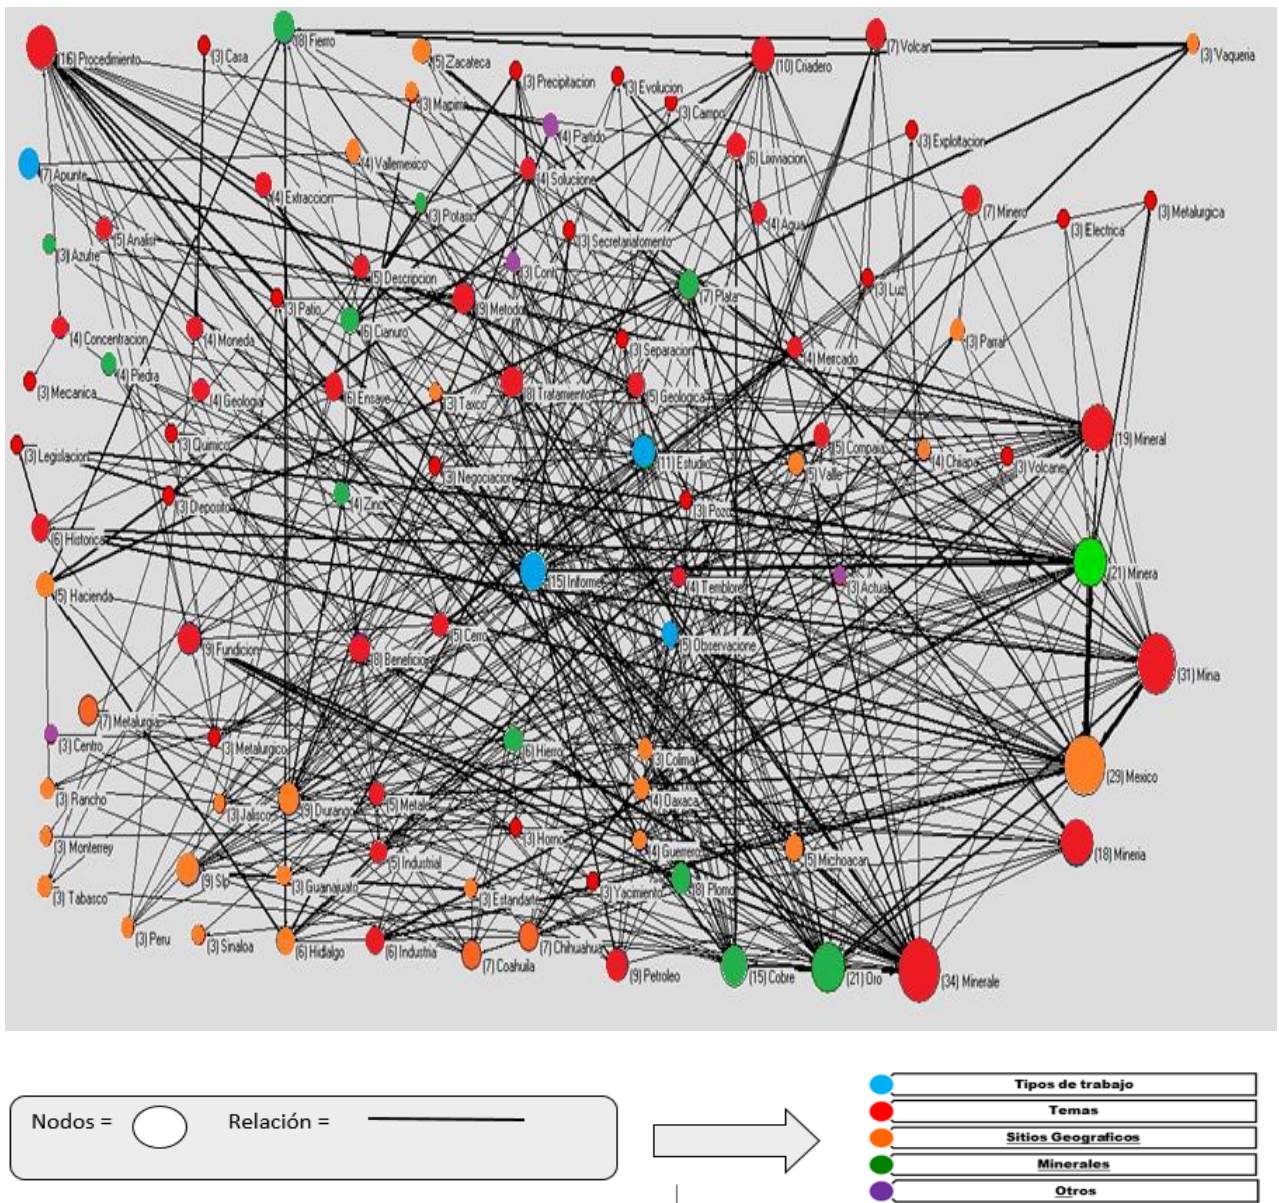 (16) Procedimiento
(3) Casa
(8) Fierro
(5) Zacateca
(10) Criadero
(7) Volcan
(3) Vaqueria
(3) Precipitacion
(3) Evolucion
(3) Mapimi
(3) Campo
(4) Partido
(6) Lixiviacion
(3) Explotacion
(7) Apunte
(4) Vallemexico
(4) Solucione
(4) Extraccion
(3) Potasio
(4) Agua
(7) Minero
(3) Electrica
(3) Metalurgica
(5) Analisi
(3) Azufre
(3) Secretariafomento
(5) Descripcion
(3) Conti
(7) Plata
(3) Luz
(3) Patio
(9) Metodo
(6) Cianuro
(4) Concentracion
(4) Moneda
(3) Separacion
(4) Mercado
(3) Parral
(4) Piedra
(3) Mecanica
(4) Geologia
(6) Ensaye
(3) Taxco
(8) Tratamiento
(5) Geologica
(19) Mineral
(3) Legislacion
(3) Quimico
(3) Negociacion
(11) Estudio
(5) Compañi
(5) Valle
(4) Chiapa
(3) Volcane
(3) Deposito
(4) Zinc
(3) Pozo
(6) Historica
(15) Informe
(4) Temblore
(3) Actual
(21) Minera
(5) Hacienda
(9) Fundicion
(8) Beneficio
(5) Cerro
(5) Observacione
(31) Mina
(7) Metalurgia
(3) Centro
(3) Metalurgico
(6) Hierro
(3) Colima
(29) Mexico
(3) Rancho
(3) Jalisco
(9) Durango
(5) Metale
(4) Oaxaca
(3) Monterrey
(5) Industrial
(3) Horno
(4) Guerrero
(5) Michoacan
(18) Mineria
(3) Tabasco
(9) Slp
(3) Guanajuato
(3) Estandarte
(3) Yacimiento
(8) Plomo
(3) Peru
(3) Sinaloa
(6) Hidalgo
(6) Industria
(7) Coahuila
(7) Chihuahua
(9) Petroleo
(15) Cobre
(21) Oro
(34) Minerale
Nodos =
Relación =
Tipos de trabajo
Temas
Sitios Geograficos
Minerales
Otros